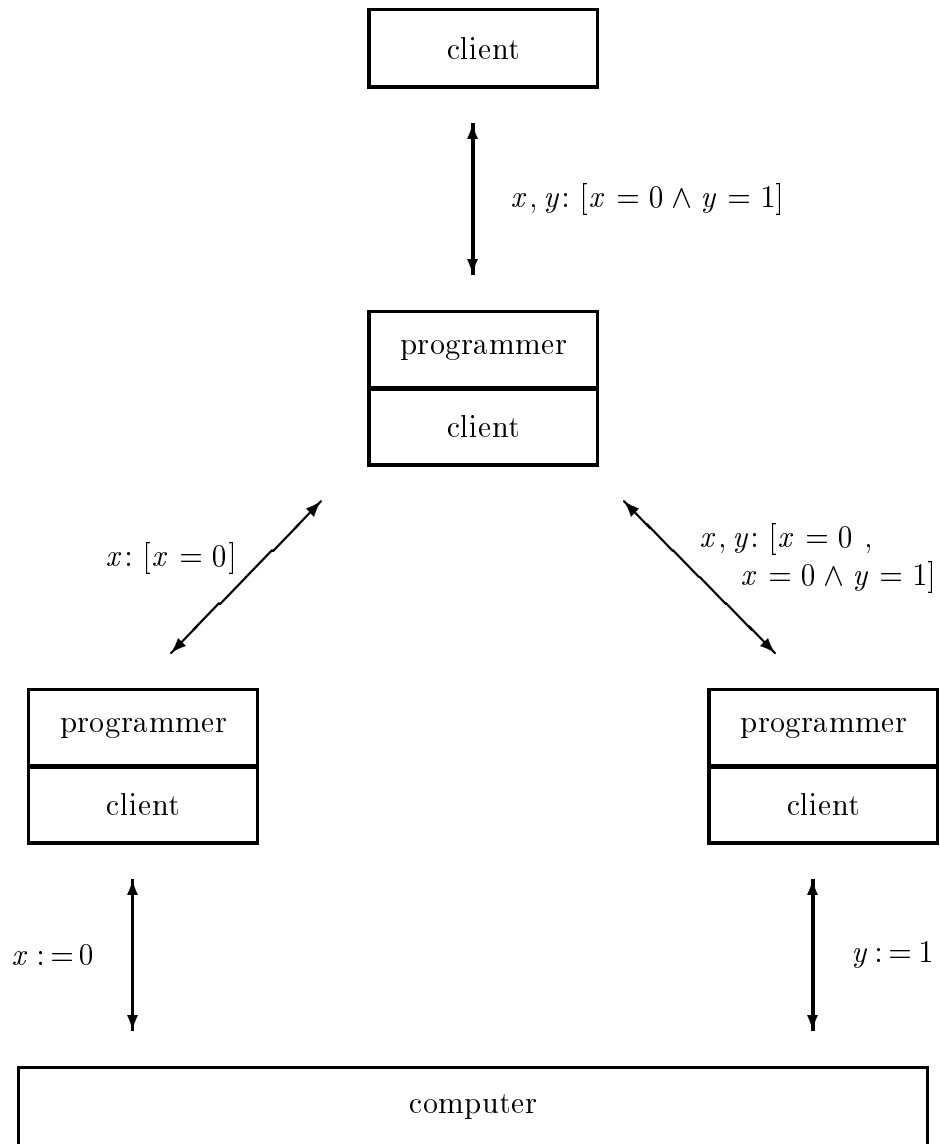 client
x, y: [x = 0 ∧ y = 1]
programmer
client
x: [x = 0]
x, y: [x = 0 ,
x = 0 ∧ y = 1]
programmer
client
programmer
client
x := 0
y := 1
computer